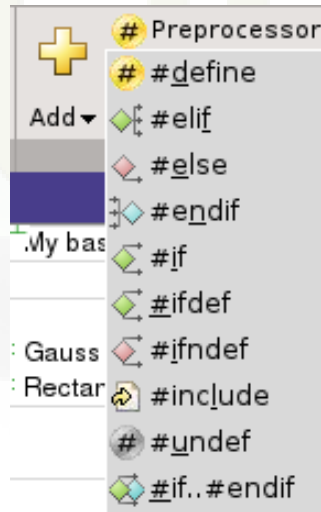 # Preprocessor
Add
# #define
#elif
#else
#endif
#if
#ifdef
#ifndef
#include
# #undef
#if..#endif
My bas
Gauss
Rectar